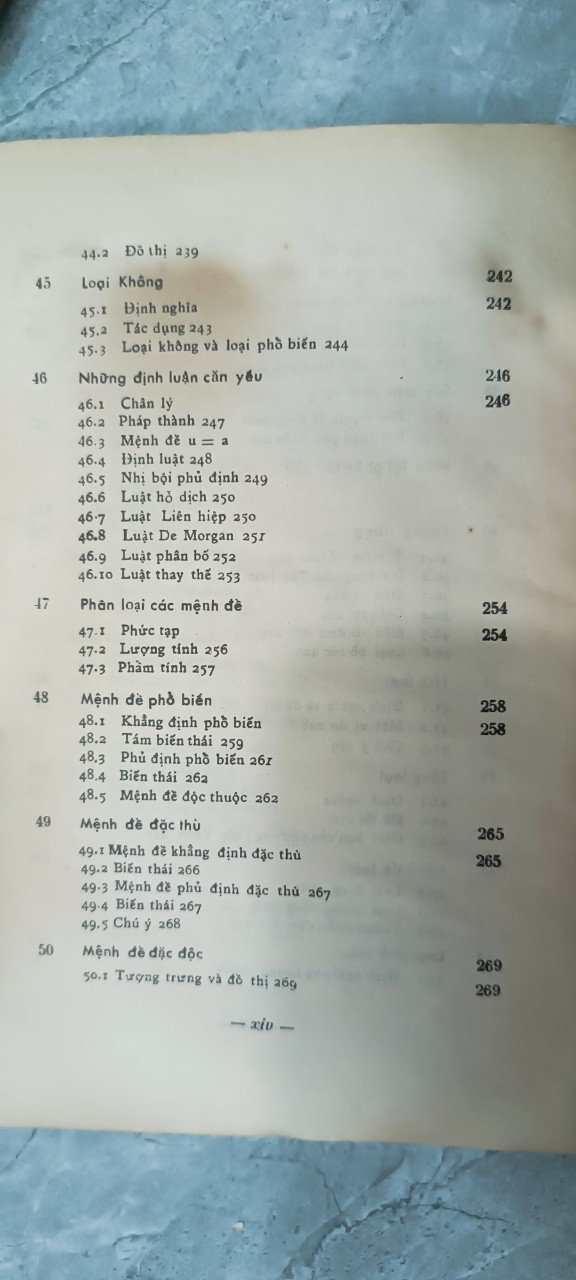 44.2 Đồ thị 239
45 Loại Không 242
45.1 Định nghĩa 242
45.2 Tác dụng 243
45.3 Loại không và loại phổ biến 244
46 Những định luận căn yếu 246
46.1 Chân lý 246
46.2 Pháp thành 247
46.3 Mệnh đề u = a
46.4 Định luật 248
46.5 Nhị bội phủ định 249
46.6 Luật hỗ dịch 250
46.7 Luật Liên hiệp 250
46.8 Luật De Morgan 251
46.9 Luật phân bố 252
46.10 Luật thay thế 253
47 Phân loại các mệnh đề 254
47.1 Phức tạp 254
47.2 Lượng tính 256
47.3 Phẩm tính 257
48 Mệnh đề phổ biến 258
48.1 Khẳng định phổ biến 258
48.2 Tám biến thái 259
48.3 Phủ định phổ biến 261
48.4 Biến thái 262
48.5 Mệnh đề độc thuộc 262
49 Mệnh đề đặc thù 265
49.1 Mệnh đề khẳng định đặc thù 265
49.2 Biến thái 266
49.3 Mệnh đề phủ định đặc thù 267
49.4 Biến thái 267
49.5 Chú ý 268
50 Mệnh đề đặc độc 269
50.1 Tượng trưng và đồ thị 269 269
— xiv —